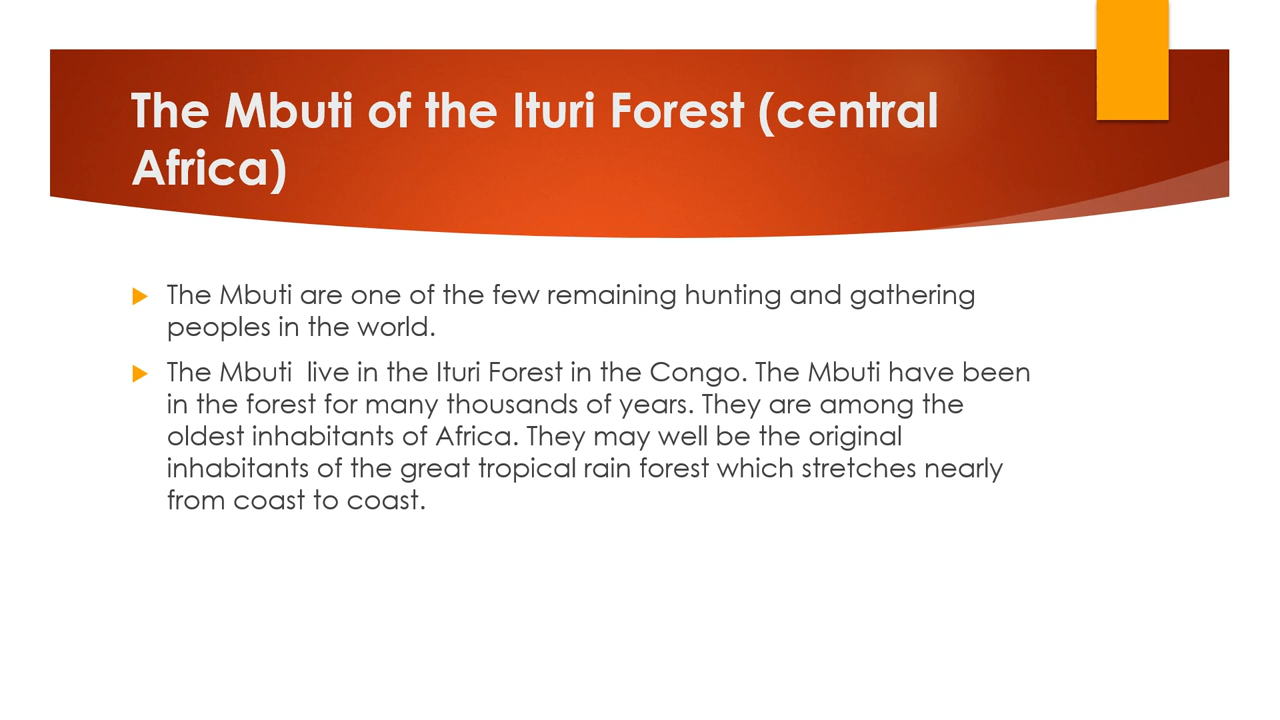 The Mbuti of the Ituri Forest (central
Africa)
The Mbuti are one of the few remaining hunting and gathering
peoples in the world.
The Mbuti  live in the Ituri Forest in the Congo. The Mbuti have been
in the forest for many thousands of years. They are among the
oldest inhabitants of Africa. They may well be the original
inhabitants of the great tropical rain forest which stretches nearly
from coast to coast.